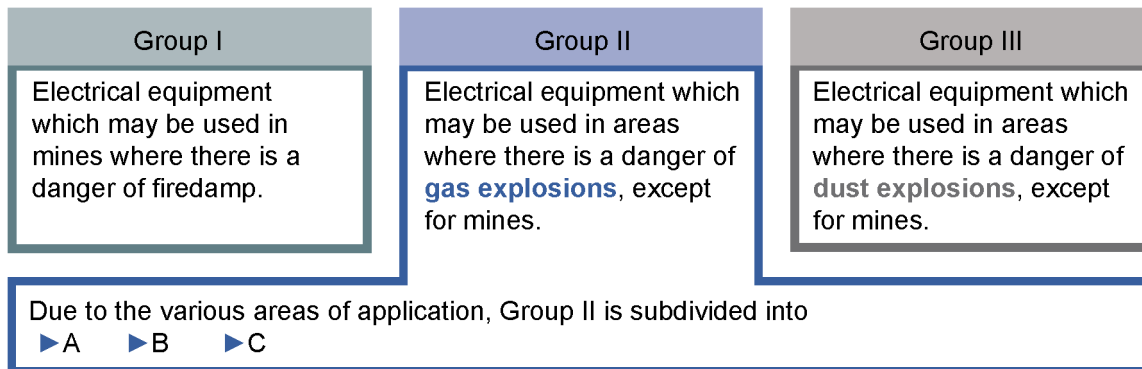 Group I
Electrical equipment
which may be used in
mines where there is a
danger of firedamp.
Group II
Electrical equipment which
may be used in areas
where there is a danger of
gas explosions, except
for mines.
Group III
Electrical equipment which
may be used in areas
where there is a danger of
dust explosions, except
for mines.
Due to the various areas of application, Group II is subdivided into
►A ►B ►C